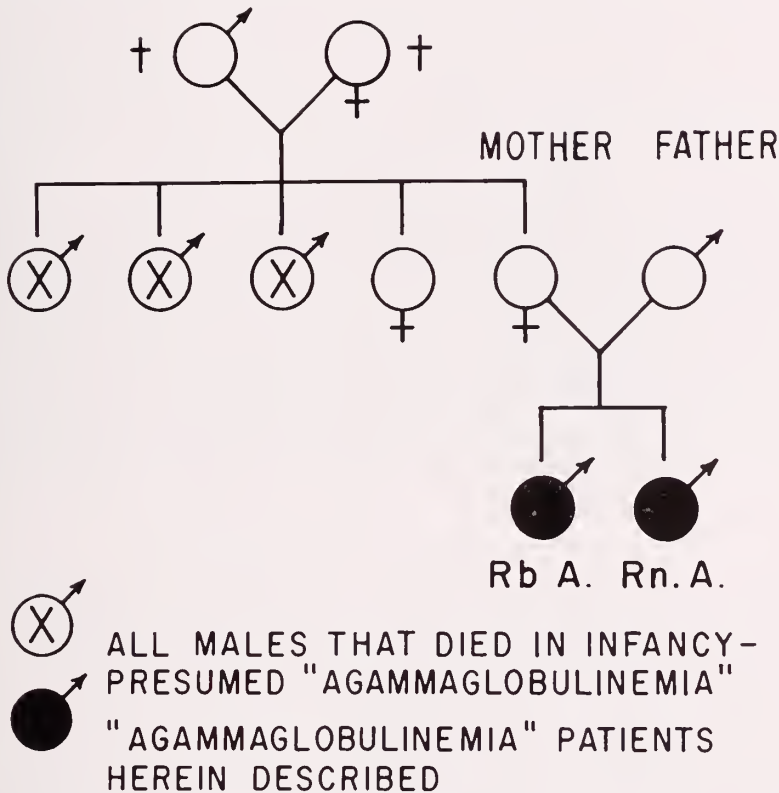 MOTHER FATHER
X X X
Rb A. Rn. A.
X
ALL MALES THAT DIED IN INFANCY-
PRESUMED "AGAMMAGLOBULINEMIA"
"AGAMMAGLOBULINEMIA" PATIENTS
HEREIN DESCRIBED